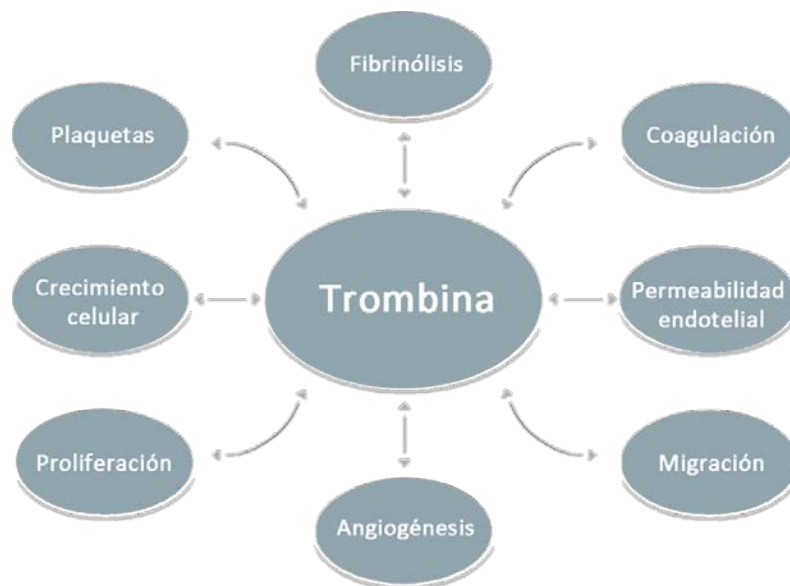 Fibrinólisis
Plaquetas
Coagulación
Crecimiento
celular
Trombina
Permeabilidad
endotelial
Proliferación
Migración
Angiogénesis